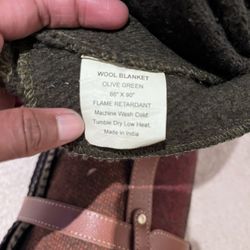 WOOL BLANKET
OLIVE GREEN
66" X 90"
FLAME RETARDANT
Machine Wash Cold.
Tumble Dry Low Heat.
Made in India